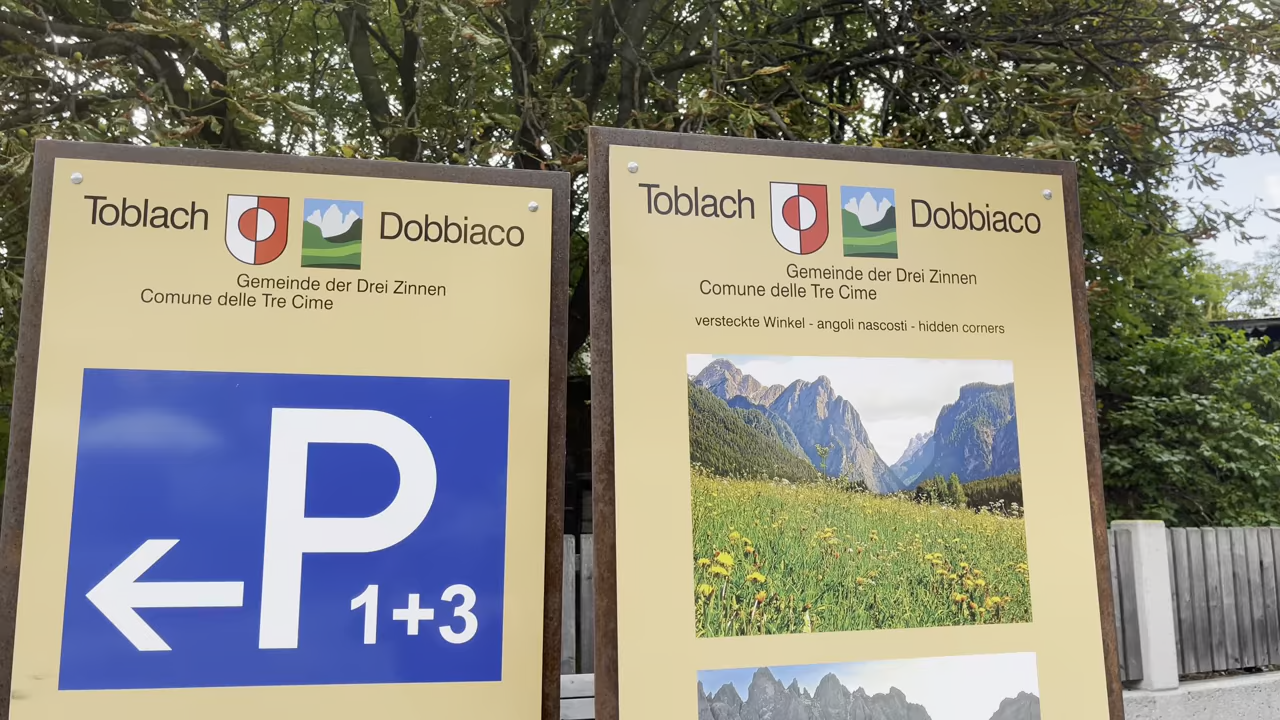 Toblach Dobbiaco
Gemeinde der Drei Zinnen
Comune delle Tre Cime
P
1+3
Toblach Dobbiaco
Gemeinde der Drei Zinnen
Comune delle Tre Cime
versteckte Winkel - angoli nascosti - hidden corners